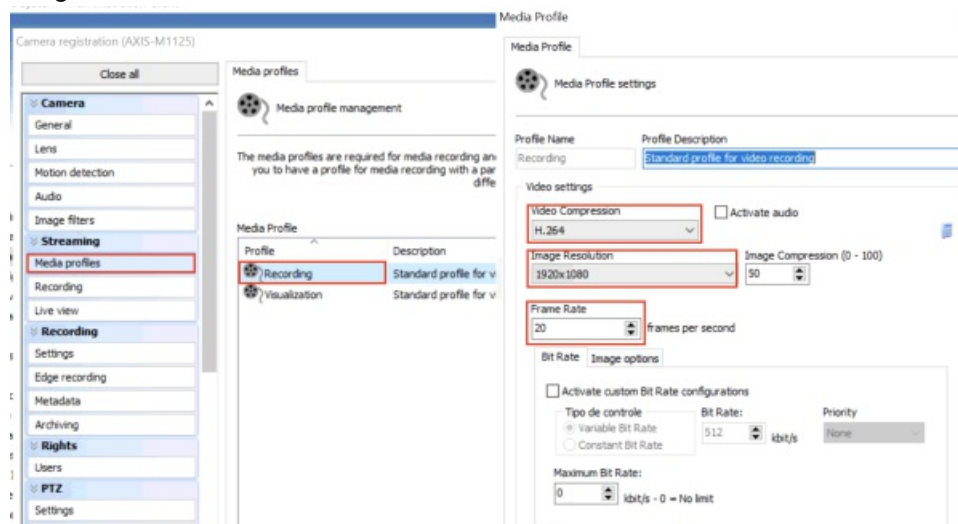 Camera registration (AXIS-M1125)
Close all
Camera
General
Lens
Motion detection
Audio
Image filters
Streaming
Media profiles
Recording
Live view
Recording
Settings
Edge recording
Metadata
Archiving
Rights
Users
PTZ
Settings
Media profiles
Media profile management
The media profiles are required for media recording an
you to have a profile for media recording with a par
diffe
Media Profile
Profile Description
Recording Standard profile for v
Visualization Standard profile for v
Media Profile
Media Profile
Media Profile settings
Profile Name Profile Description
Recording Standard profile for video recording
Video settings
Video Compression
H.264
Activate audio
Image Resolution Image Compression (0 - 100)
1920x1080 50
Frame Rate
20 frames per second
Bit Rate Image options
Activate custom Bit Rate configurations
Tipo de controle Bit Rate: Priority
Variable Bit Rate 512 kbit/s None
Constant Bit Rate
Maximum Bit Rate:
0 kbit/s - 0 = No limit